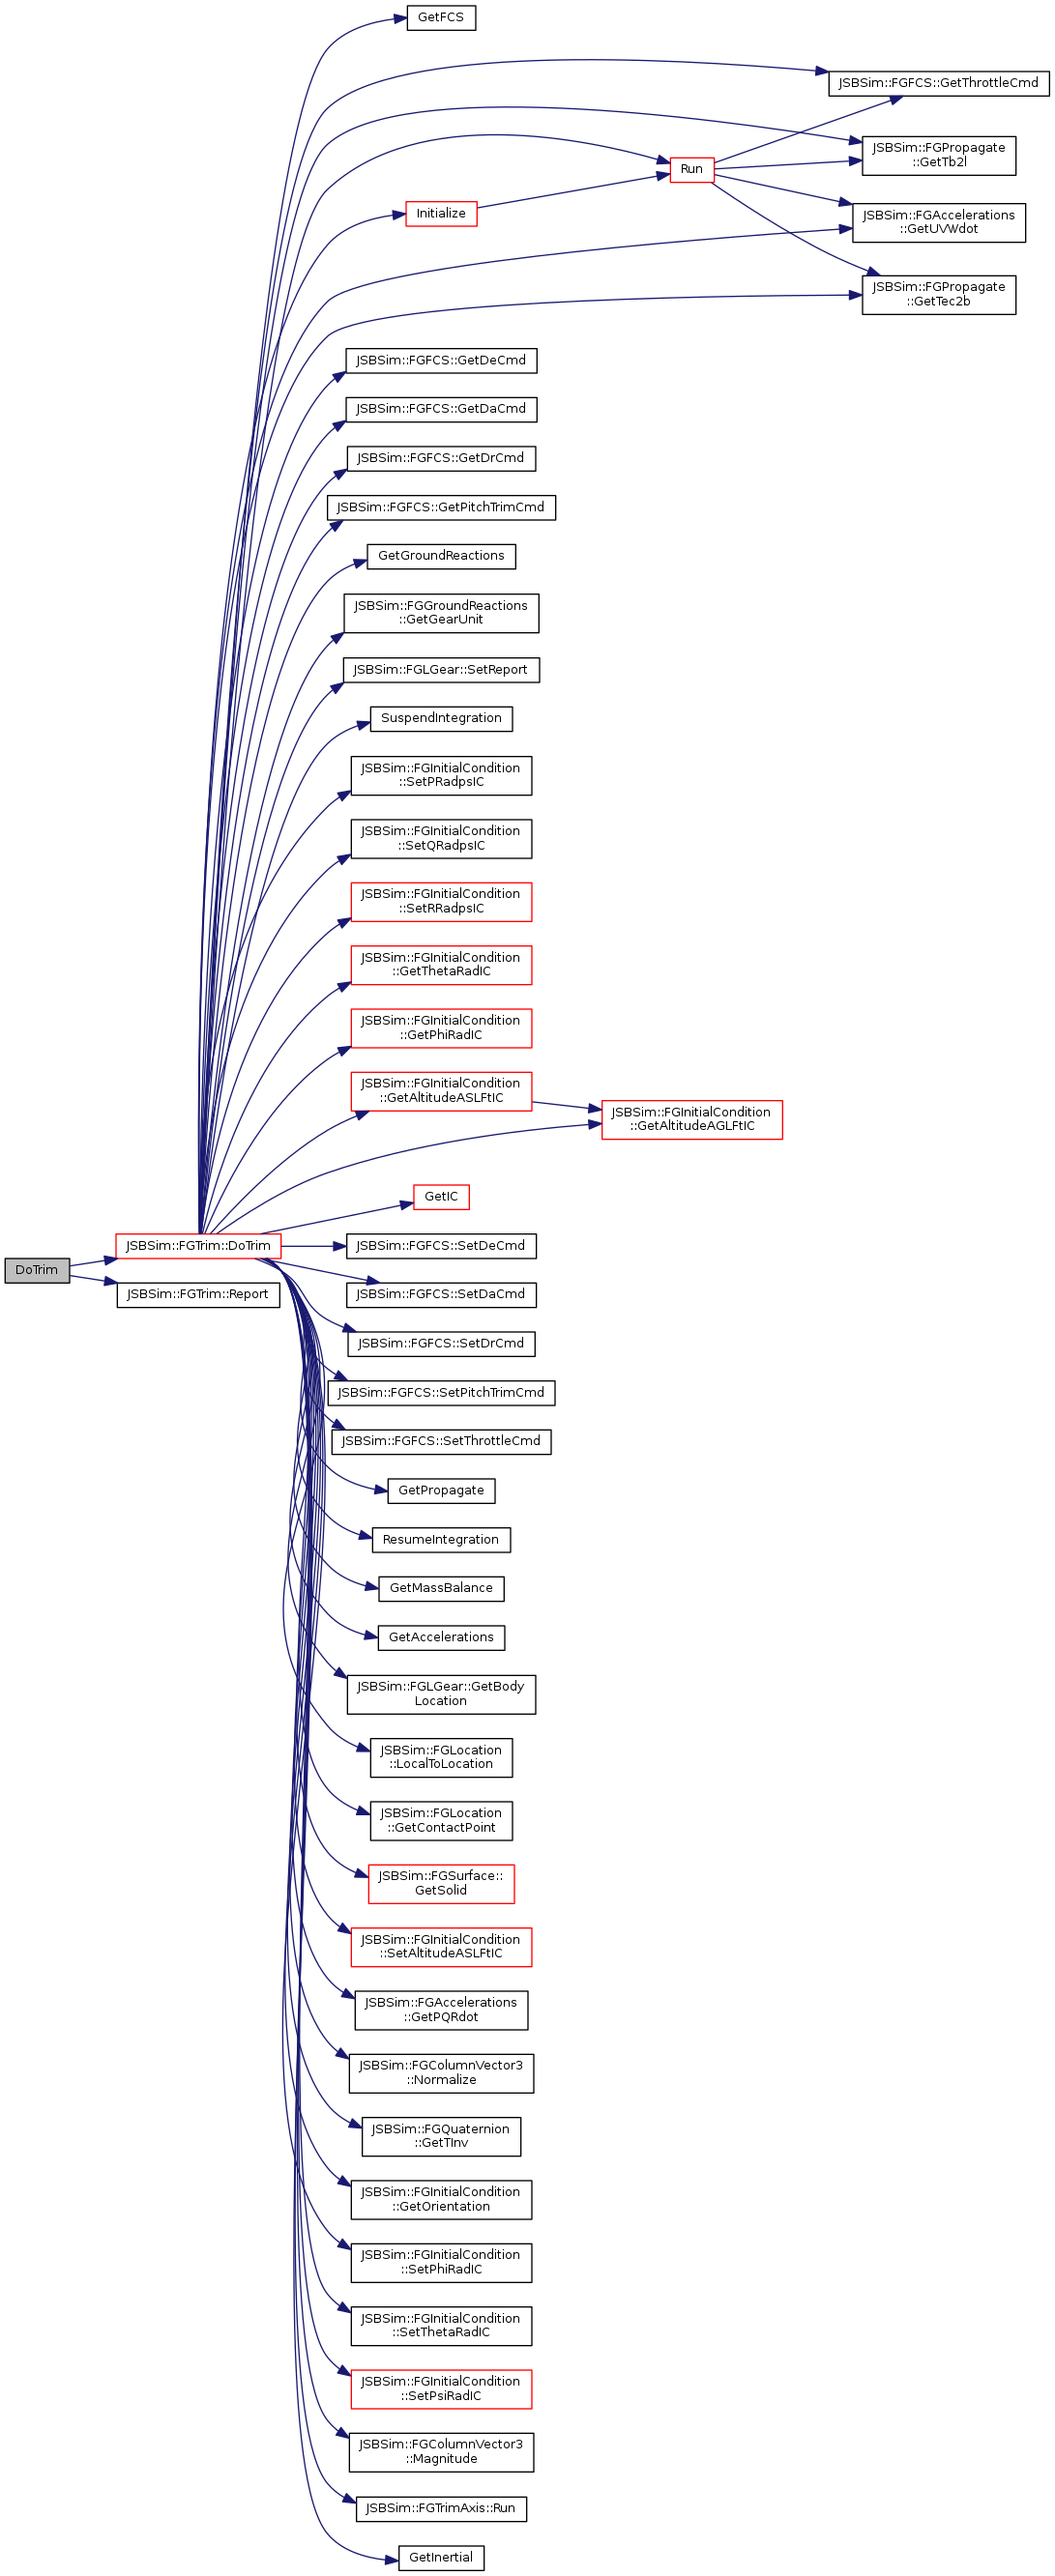 GetFCS
JSBSim::FGFCS::GetThrottleCmd
JSBSim::FGPropagate
::GetTb2l
Run
Initialize
JSBSim::FGAccelerations
::GetUVWdot
JSBSim::FGPropagate
::GetTec2b
JSBSim::FGFCS::GetDeCmd
JSBSim::FGFCS::GetDaCmd
JSBSim::FGFCS::GetDrCmd
JSBSim::FGFCS::GetPitchTrimCmd
GetGroundReactions
JSBSim::FGGroundReactions
::GetGearUnit
JSBSim::FGLGear::SetReport
SuspendIntegration
JSBSim::FGInitialCondition
::SetPRadpsIC
JSBSim::FGInitialCondition
::SetQRadpsIC
JSBSim::FGInitialCondition
::SetRRadpsIC
JSBSim::FGInitialCondition
::GetThetaRadIC
JSBSim::FGInitialCondition
::GetPhiRadIC
JSBSim::FGInitialCondition
::GetAltitudeASLFtIC
JSBSim::FGInitialCondition
::GetAltitudeAGLFtIC
GetIC
JSBSim::FGTrim::DoTrim
JSBSim::FGFCS::SetDeCmd
DoTrim
JSBSim::FGTrim::Report
JSBSim::FGFCS::SetDaCmd
JSBSim::FGFCS::SetDrCmd
JSBSim::FGFCS::SetPitchTrimCmd
JSBSim::FGFCS::SetThrottleCmd
GetPropagate
ResumeIntegration
GetMassBalance
GetAccelerations
JSBSim::FGLGear::GetBody
Location
JSBSim::FGLocation
::LocalToLocation
JSBSim::FGLocation
::GetContactPoint
JSBSim::FGSurface::
GetSolid
JSBSim::FGInitialCondition
::SetAltitudeASLFtIC
JSBSim::FGAccelerations
::GetPQRdot
JSBSim::FGColumnVector3
::Normalize
JSBSim::FGQuaternion
::GetTInv
JSBSim::FGInitialCondition
::GetOrientation
JSBSim::FGInitialCondition
::SetPhiRadIC
JSBSim::FGInitialCondition
::SetThetaRadIC
JSBSim::FGInitialCondition
::SetPsiRadIC
JSBSim::FGColumnVector3
::Magnitude
JSBSim::FGTrimAxis::Run
GetInertial